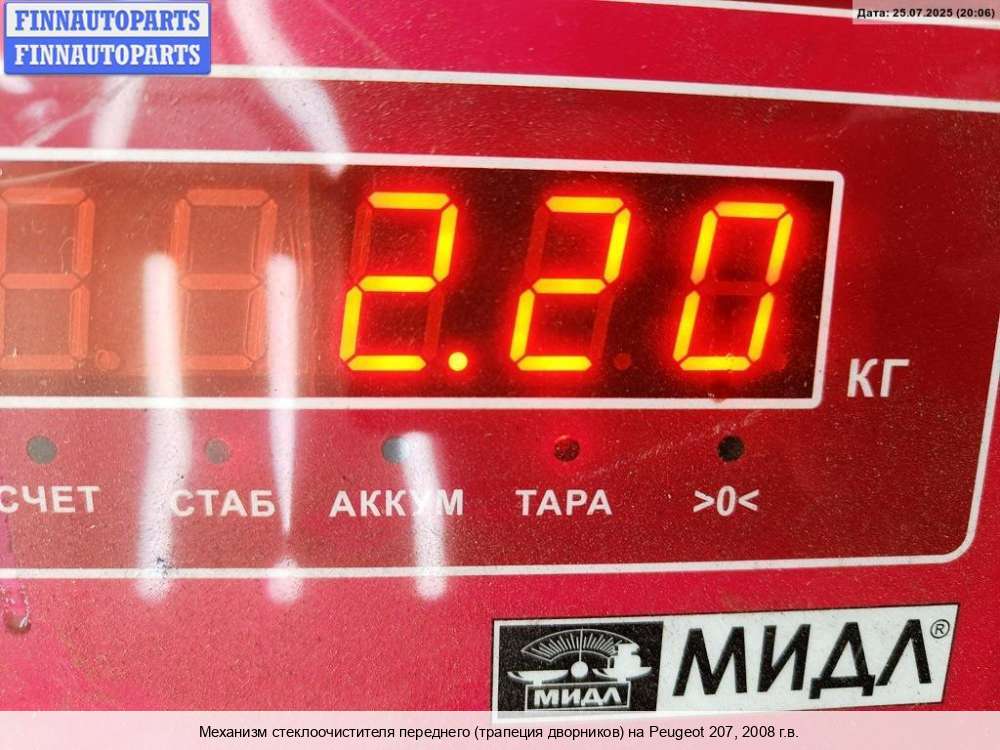 FINNAUTOPARTS
FINNAUTOPARTS
Дата: 25.07.2025 (20:06)
2.20
КГ
СЧЕТ СТАБ АККУМ ТАРА >0<
МИДЛ МИДЛ®
Механизм стеклоочистителя переднего (трапеция дворников) на Peugeot 207, 2008 г.в.